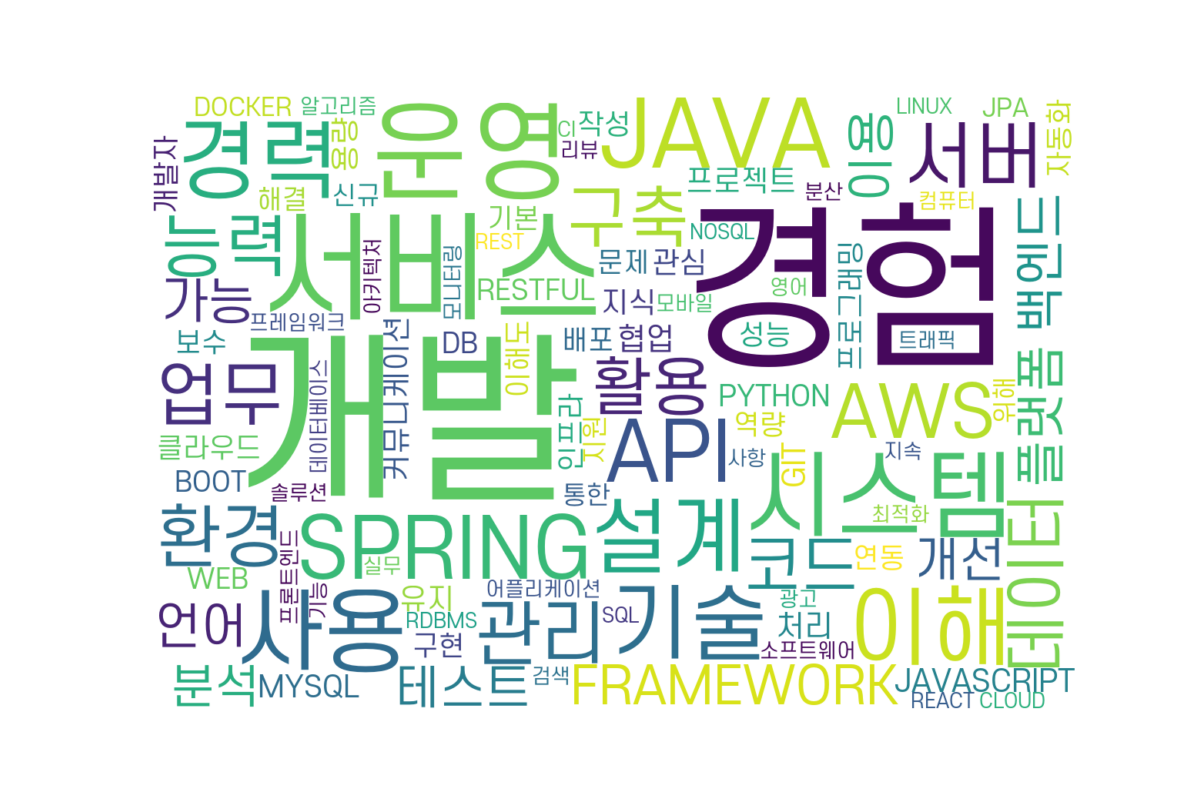 DOCKER
알고리즘
운영
CI
작성
JAVA
LINUX
JPA
자동화
개발자
경력
용량
리뷰
이용
서버
해결
신규
기본
구축
프로젝트
분산
컴퓨터
능력
서비스
REST
NOSQL
경험
백엔드
아키텍처
모니터링
문제
관심
가능
RESTFUL
지식
모바일
영어
프로그래밍
보수
프레임워크
커뮤니케이션
DB
이해도
배포
협업
성능
트래픽
업무
데이터베이스
개발
활용
PYTHON
AWS
위해
플랫폼
클라우드
인프라
지원
API
역량
사항
GIT
지속
BOOT
솔루션
통한
시스템
최적화
환경
SPRING
설계
코드
연동
개선
데이터
WEB
프론트엔드
기능
실무
유지
어플리케이션
광고
언어
사용
RDBMS
구현
관리
SQL
기술
처리
이해
소프트웨어
분석
MYSQL
테스트
검색
FRAMEWORK
JAVASCRIPT
REACT
CLOUD